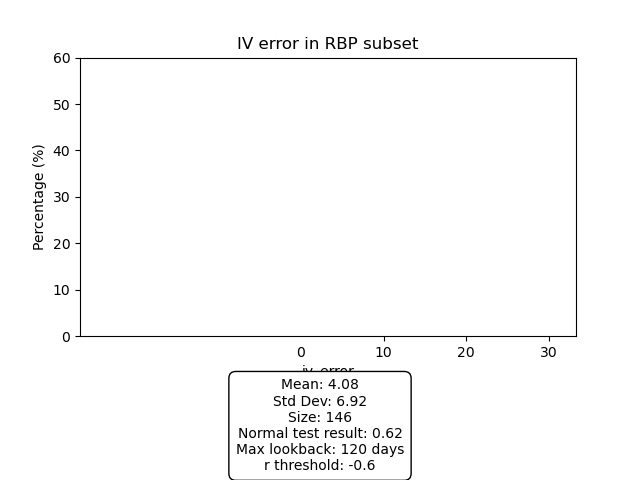 IV error in RBP subset
60
50
40
30
20
10
0
Percentage (%)
0 10 20 30
iv_error
Mean: 4.08
Std Dev: 6.92
Size: 146
Normal test result: 0.62
Max lookback: 120 days
r threshold: -0.6